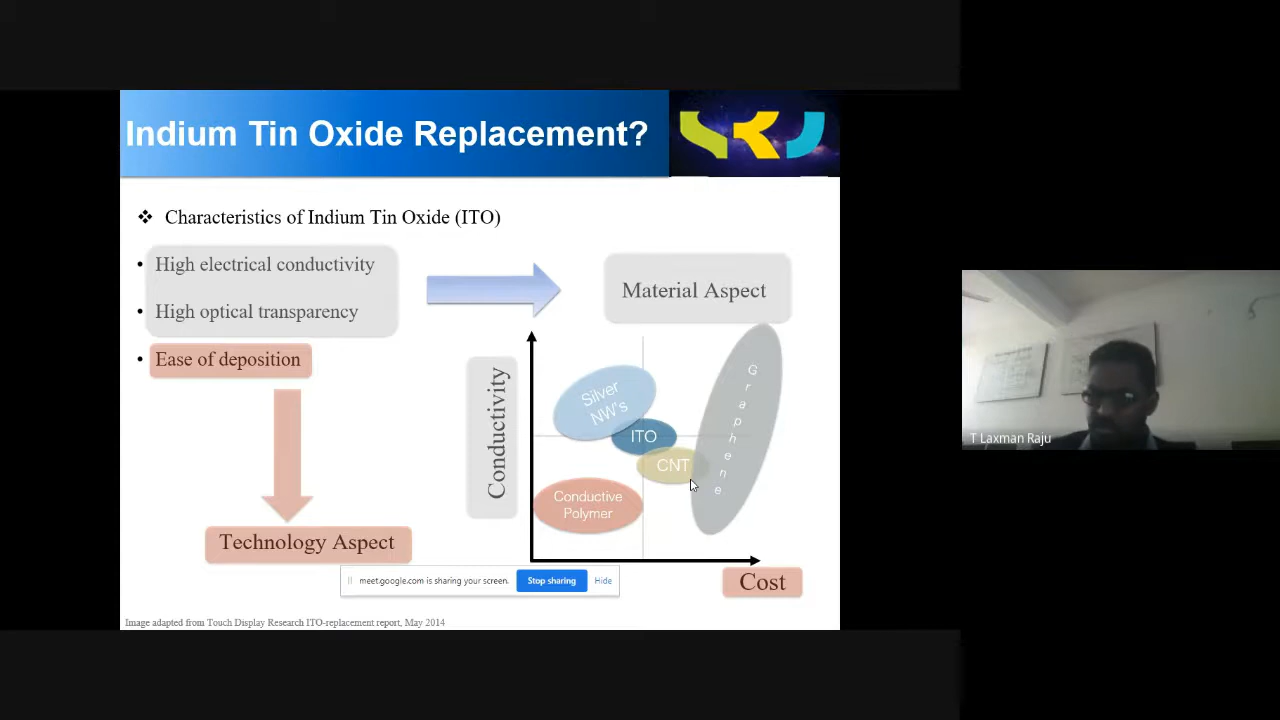 Indium Tin Oxide Replacement?
SKJ
❖ Characteristics of Indium Tin Oxide (ITO)
• High electrical conductivity
• High optical transparency
• Ease of deposition
Technology Aspect
Material Aspect
Conductivity
Silver
NW's
ITO
CNT
Conductive
Polymer
Graphene
Cost
meet.google.com is sharing your screen.
Stop sharing
Hide
Image adapted from Touch Display Research ITO-replacement report, May 2014
T Laxman Raju